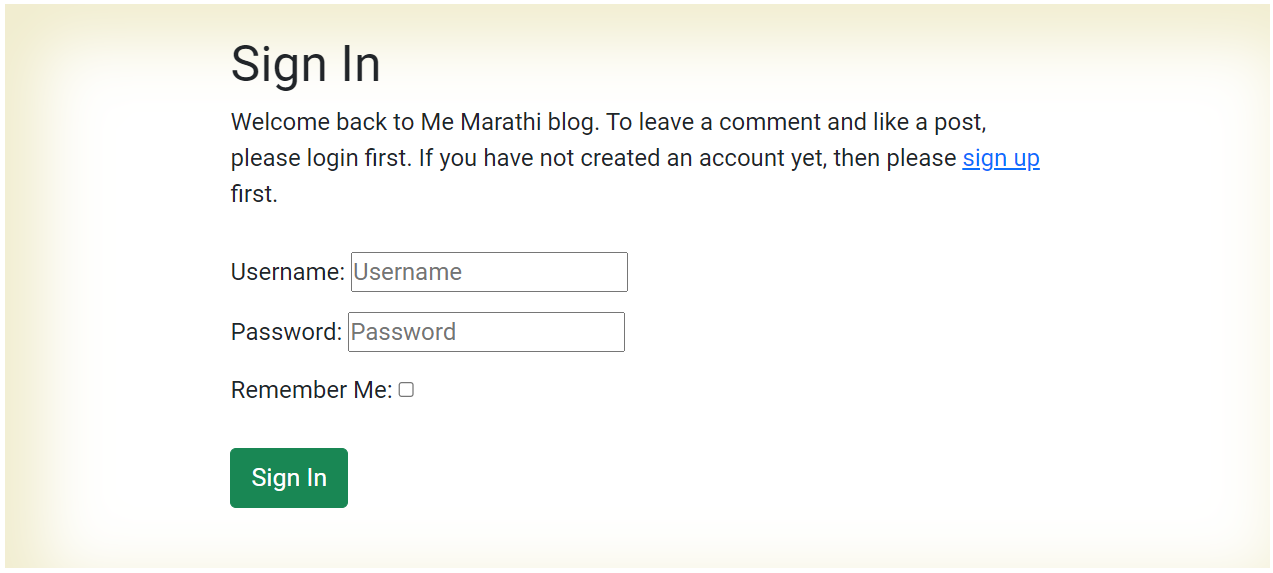 Sign In
Welcome back to Me Marathi blog. To leave a comment and like a post,
please login first. If you have not created an account yet, then please sign up
first.
Username: Username
Password: Password
Remember Me:
Sign In